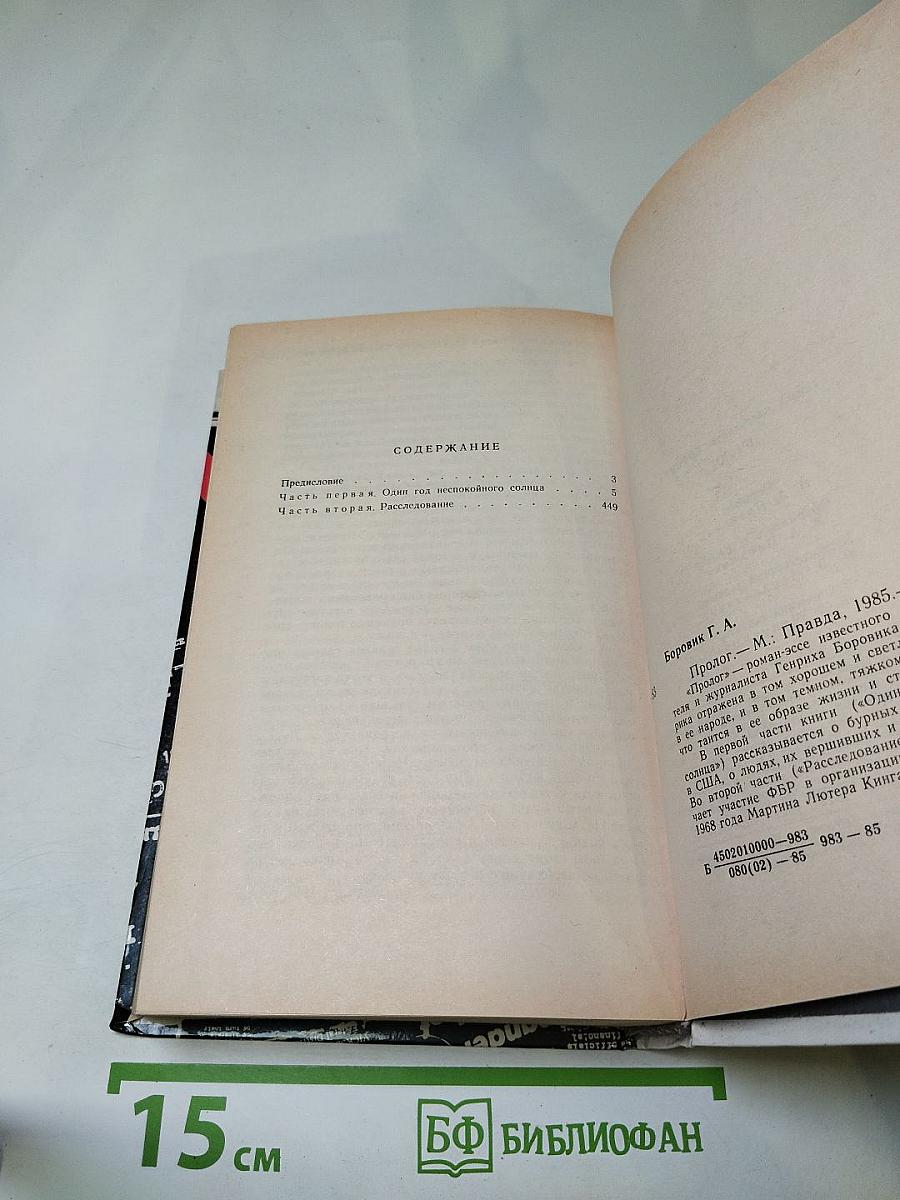 СОДЕРЖАНИЕ
Предисловие . . . . . . . . . . . . . . . . . 3
Часть первая. Один год неспокойного солнца . . . . 5
Часть вторая. Расследование . . . . . . . . . . 449
Боровик Г. А.
Пролог.— М.: Правда, 1985.—
«Пролог» — роман-эссе известного
теля и журналиста Генриха Боровика
рика отражена в том хорошем и светл
в ее народе, и в том темном, тяжком
что таится в ее образе жизни и ст
В первой части книги («Один
солнца») рассказывается о бурных
в США, о людях, их вершивших и
Во второй части («Расследование
чает участие ФБР в организаци
1968 года Мартина Лютера Кинга
Б 4502010000—983 983 — 85
080(02) — 85
financial
officials
15 см
БФ БИБЛИОФАН